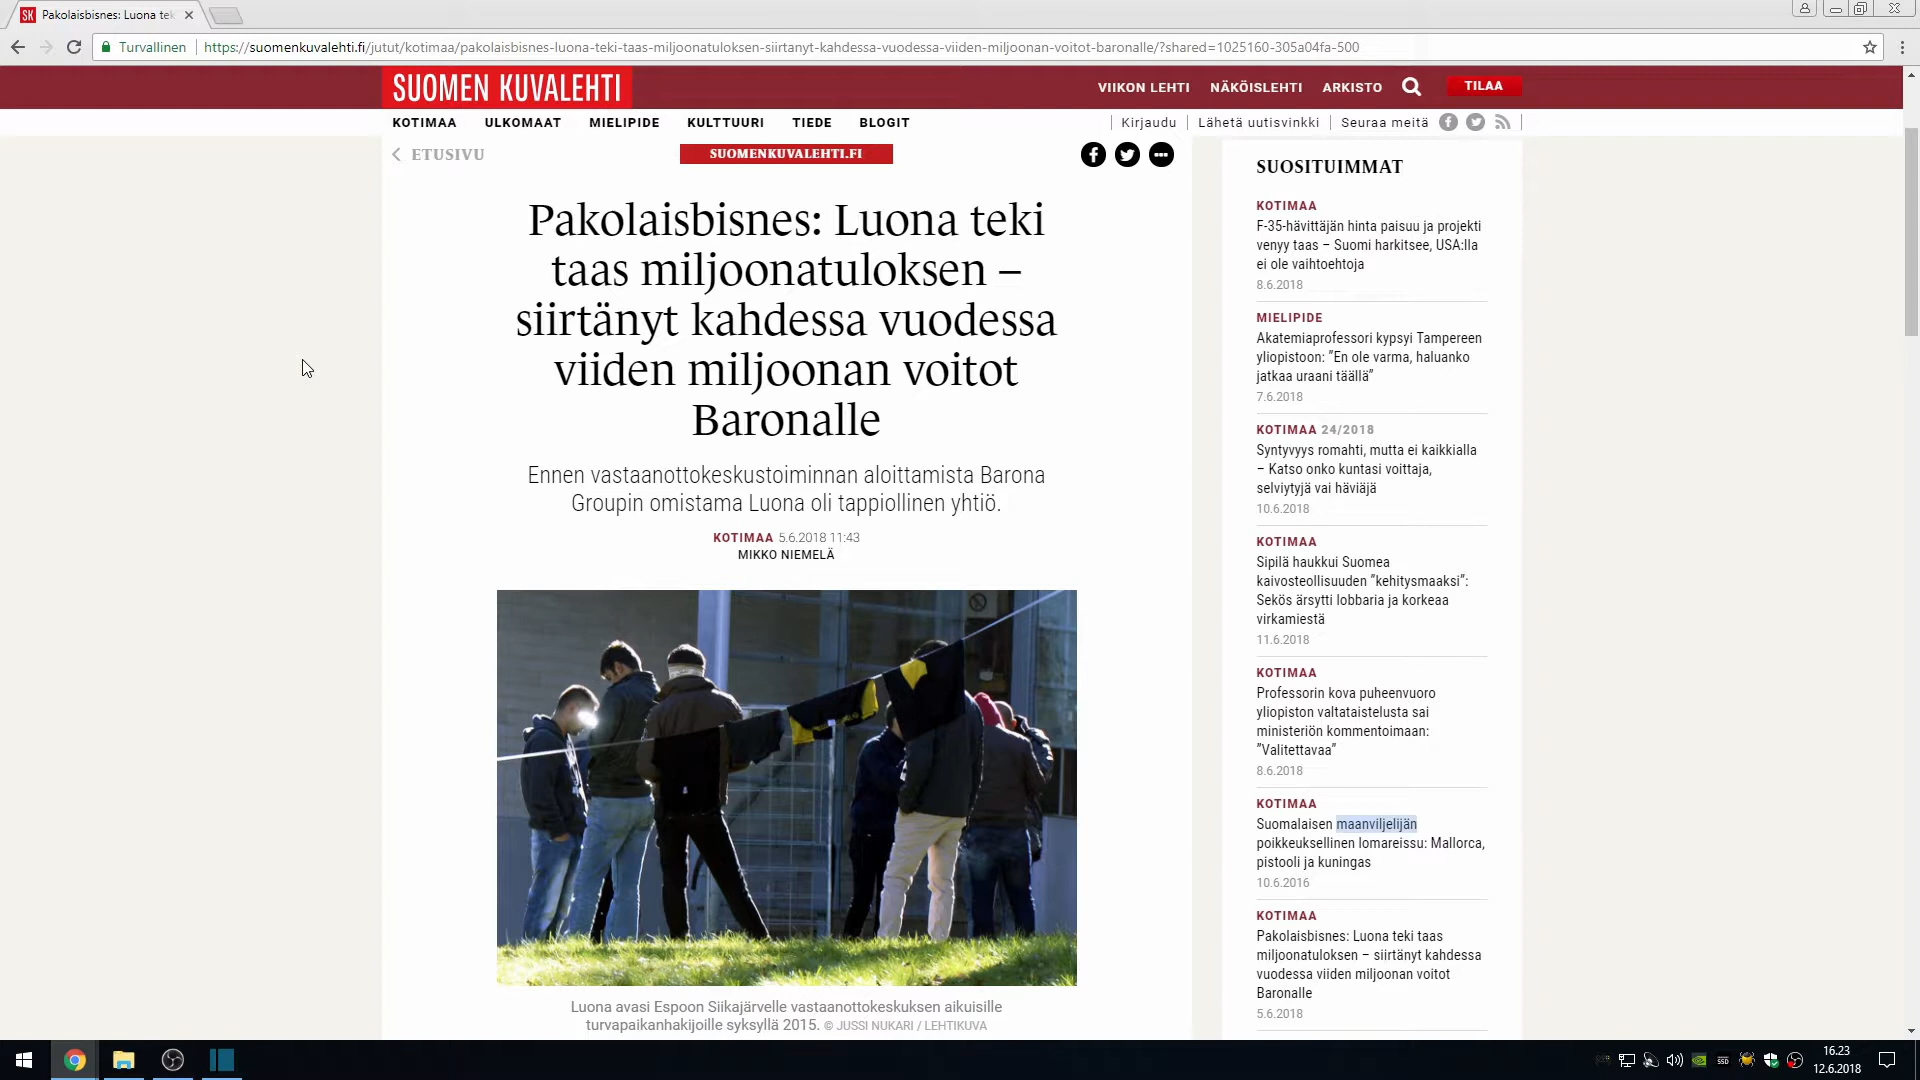 SK Pakolaisbisnes: Luona tek
Turvallinen https://suomenkuvalehti.fi/jutut/kotimaa/pakolaisbisnes-luona-teki-taas-miljoonatuloksen-siirtanyt-kahdessa-vuodessa-viiden-miljoonan-voitot-baronalle/?shared=1025160-305a04fa-500
SUOMEN KUVALEHTI
VIIKON LEHTI NÄKÖISLEHTI ARKISTO TILAA
KOTIMAA ULKOMAAT MIELIPIDE KULTTUURI TIEDE BLOGIT
Kirjaudu Lähetä uutisvinkki Seuraa meitä
ETUSIVU
SUOMENKUVALEHTI.FI
Pakolaisbisnes: Luona teki
taas miljoonatuloksen –
siirtänyt kahdessa vuodessa
viiden miljoonan voitot
Baronalle
Ennen vastaanottokeskustoiminnan aloittamista Barona
Groupin omistama Luona oli tappiollinen yhtiö.
KOTIMAA 5.6.2018 11:43
MIKKO NIEMELÄ
Luona avasi Espoon Siikajärvelle vastaanottokeskuksen aikuisille
turvapaikanhakijoille syksyllä 2015. © JUSSI NUKARI / LEHTIKUVA
SUOSITUIMMAT
KOTIMAA
F-35-hävittäjän hinta paisuu ja projekti
venyy taas – Suomi harkitsee, USA:lla
ei ole vaihtoehtoja
8.6.2018
MIELIPIDE
Akatemiaprofessori kypsyi Tampereen
yliopistoon: ”En ole varma, haluanko
jatkaa uraani täällä”
7.6.2018
KOTIMAA 24/2018
Syntyvyys romahti, mutta ei kaikkialla
– Katso onko kuntasi voittaja,
selviytyjä vai häviäjä
10.6.2018
KOTIMAA
Sipilä haukkui Suomea
kaivosteollisuuden ”kehitysmaaksi”:
Sekös ärsytti lobbaria ja korkeaa
virkamiestä
11.6.2018
KOTIMAA
Professorin kova puheenvuoro
yliopiston valtataistelusta sai
ministeriön kommentoimaan:
”Valitettavaa”
8.6.2018
KOTIMAA
Suomalaisen maanviljelijän
poikkeuksellinen lomareissu: Mallorca,
pistooli ja kuningas
10.6.2016
KOTIMAA
Pakolaisbisnes: Luona teki taas
miljoonatuloksen – siirtänyt kahdessa
vuodessa viiden miljoonan voitot
Baronalle
5.6.2018
SSD
16.23
12.6.2018